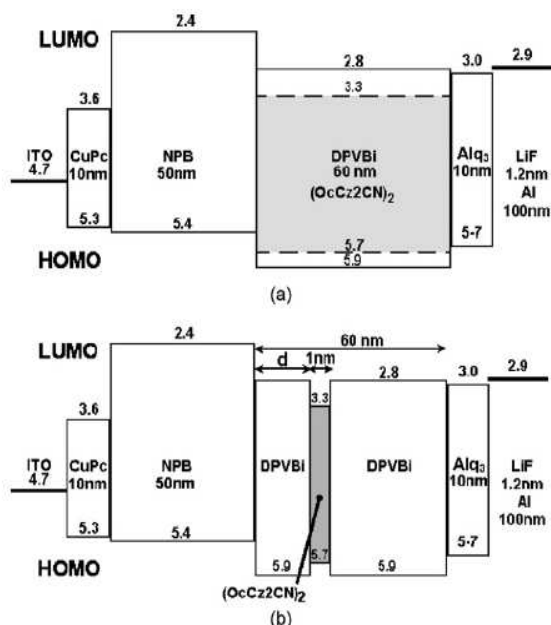 2.4
LUMO
2.8
3.0
2.9
3.3
3.6
ITO
4.7
CuPc
10nm
NPB
50nm
DPVBi
60 nm
(OcCz2CN)2
Alq3
10nm
LiF
1.2nm
Al
100nm
5.3
5.4
5.7
5.9
5-7
HOMO
(a)
2.4
60 nm
LUMO
d
1nm
2.8
3.0
2.9
3.3
3.6
ITO
4.7
CuPc
10nm
NPB
50nm
DPVBi
DPVBi
Alq3
10nm
LiF
1.2nm
Al
100nm
5.3
5.4
5.7
5-7
5.9
5.9
HOMO
(OcCz2CN)2
(b)